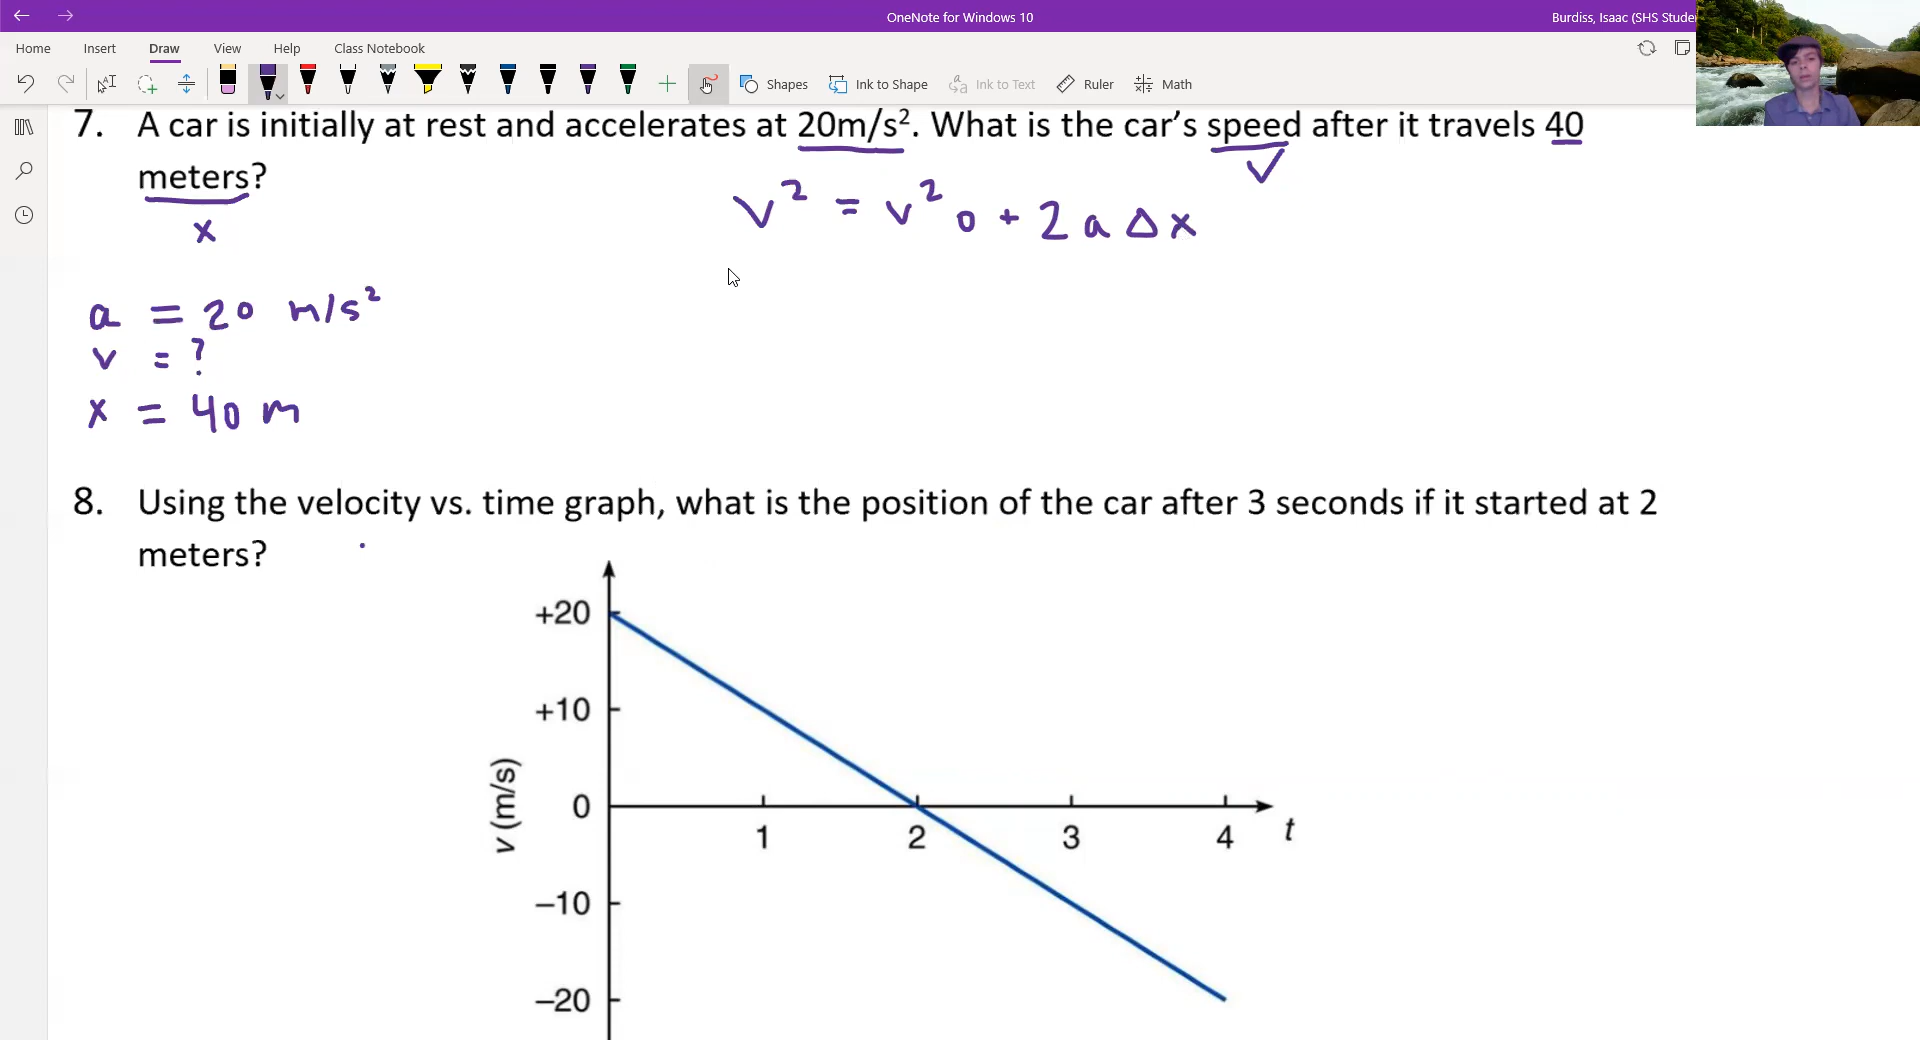 OneNote for Windows 10
Burdiss, Isaac (SHS Stude
Home Insert Draw View Help Class Notebook
Shapes Ink to Shape Ink to Text Ruler Math
7. A car is initially at rest and accelerates at 20m/s². What is the car's speed after it travels 40
meters?
v
x
v² = v²₀ + 2a Δx
a = 20 m/s²
v = ?
x = 40 m
8. Using the velocity vs. time graph, what is the position of the car after 3 seconds if it started at 2
meters?
+20
+10
v (m/s)
0
1 2 3 4 t
–10
–20